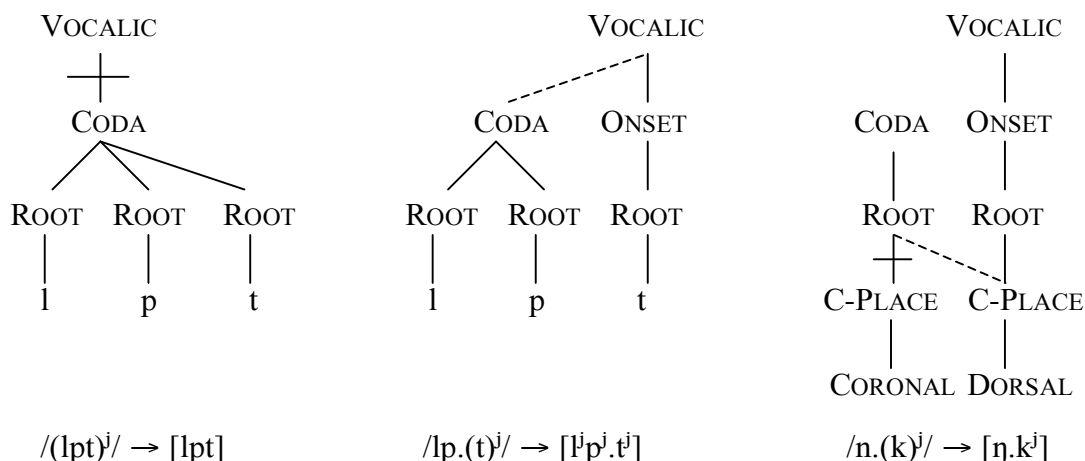 VOCALIC VOCALIC VOCALIC
CODA CODA ONSET CODA ONSET
ROOT ROOT ROOT ROOT ROOT ROOT ROOT ROOT
l p t l p t C-PLACE C-PLACE
CORONAL DORSAL
/(lpt)ʲ/ → [lpt] /lp.(t)ʲ/ → [lʲpʲ.tʲ] /n.(k)ʲ/ → [ŋ.kʲ]